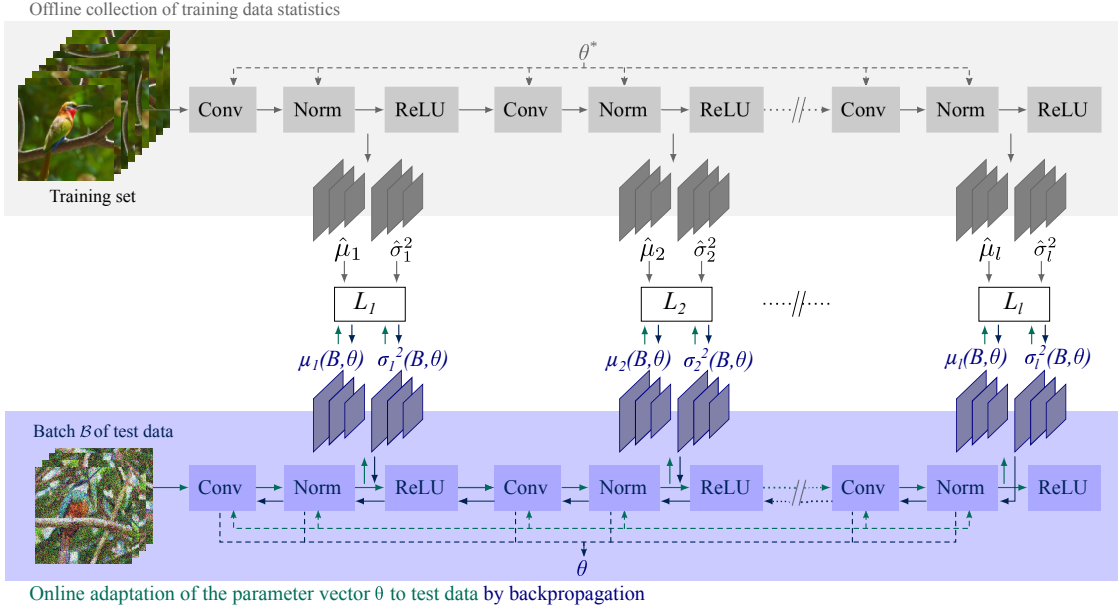 Offline collection of training data statistics
θ*
Conv Norm ReLU Conv Norm ReLU Conv Norm ReLU
Training set
μ̂₁ σ̂₁² μ̂₂ σ̂₂² μ̂ₗ σ̂ₗ²
L₁ L₂ Lₗ
μ₁(B,θ) σ₁²(B,θ) μ₂(B,θ) σ₂²(B,θ) μₗ(B,θ) σₗ²(B,θ)
Batch ℬ of test data
Conv Norm ReLU Conv Norm ReLU Conv Norm ReLU
θ
Online adaptation of the parameter vector θ to test data by backpropagation